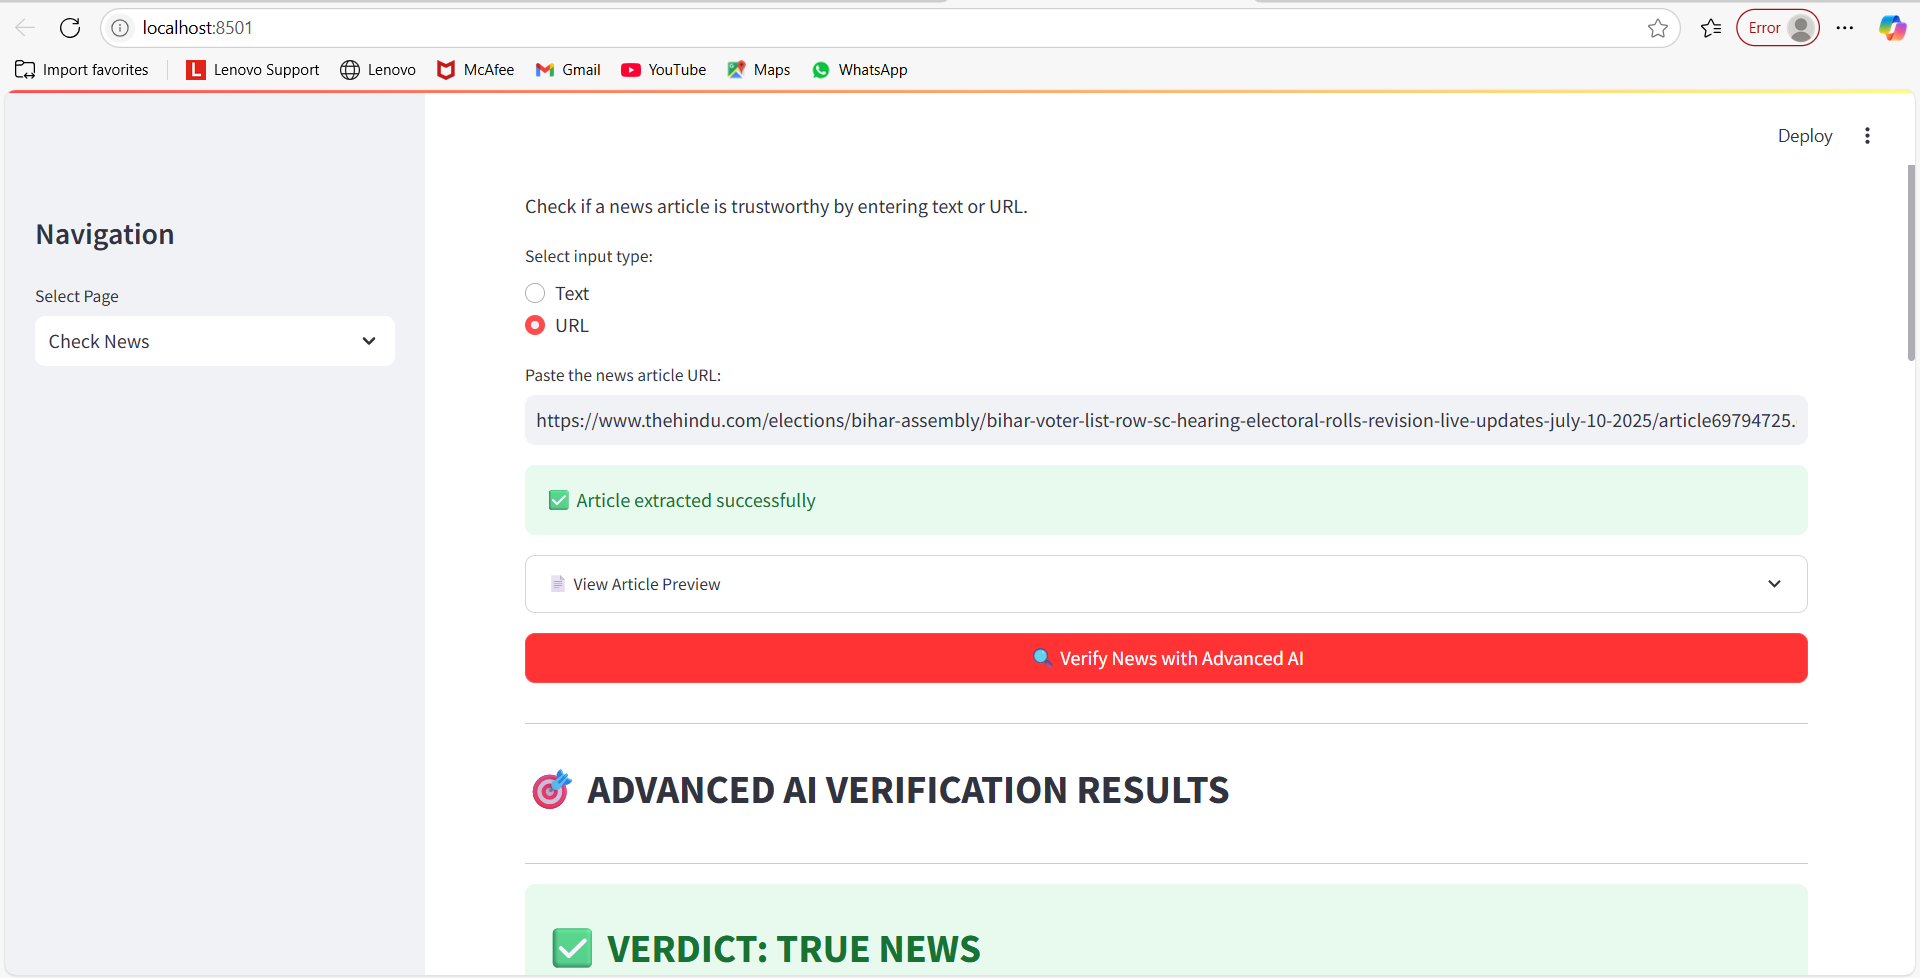 localhost:8501
Error
Import favorites
Lenovo Support
Lenovo
McAfee
Gmail
YouTube
Maps
WhatsApp
Deploy
Navigation
Select Page
Check News
Check if a news article is trustworthy by entering text or URL.
Select input type:
Text
URL
Paste the news article URL:
https://www.thehindu.com/elections/bihar-assembly/bihar-voter-list-row-sc-hearing-electoral-rolls-revision-live-updates-july-10-2025/article69794725.
Article extracted successfully
View Article Preview
Verify News with Advanced AI
ADVANCED AI VERIFICATION RESULTS
VERDICT: TRUE NEWS